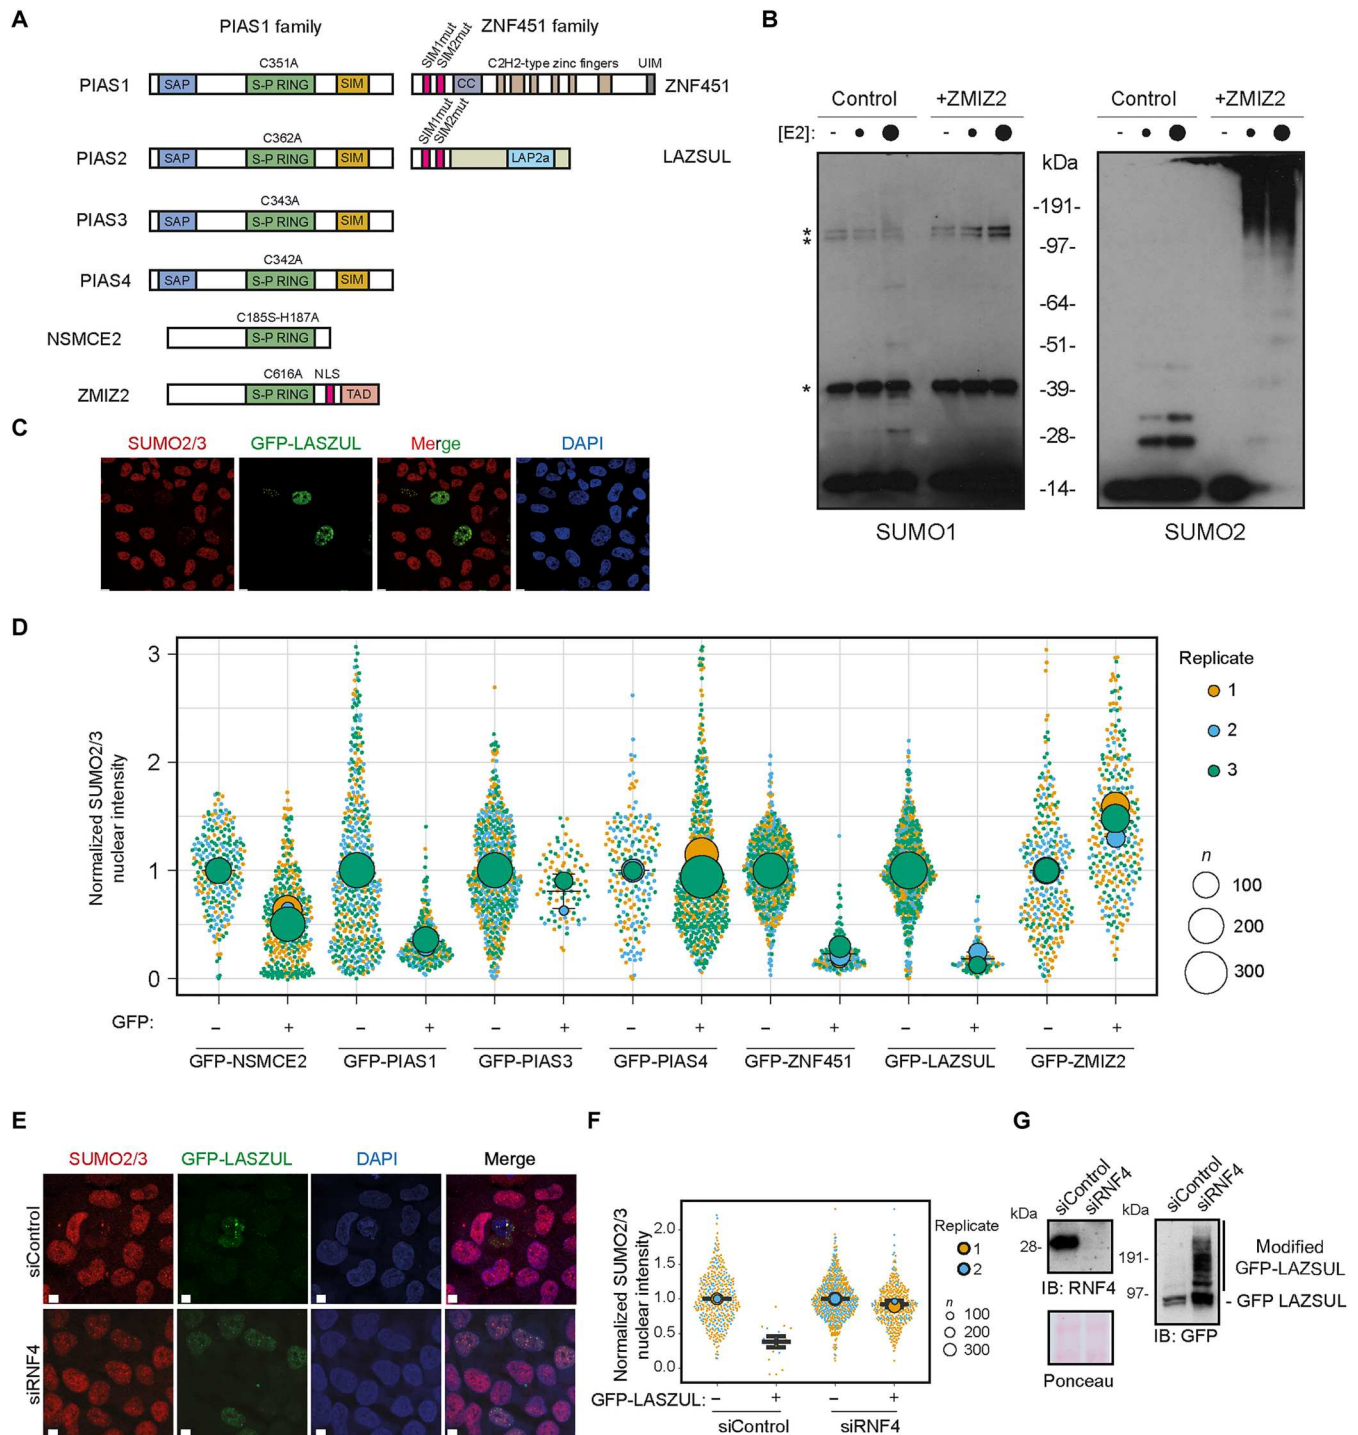 A
PIAS1 family
ZNF451 family
SIM1mut
SIM2mut
C351A
C2H2-type zinc fingers
UIM
PIAS1
SAP
S-P RING
SIM
CC
ZNF451
SIM1mut
SIM2mut
C362A
PIAS2
SAP
S-P RING
SIM
LAP2a
LAZSUL
C343A
PIAS3
SAP
S-P RING
SIM
C342A
PIAS4
SAP
S-P RING
SIM
C185S-H187A
NSMCE2
S-P RING
C616A
NLS
ZMIZ2
S-P RING
TAD
B
Control
+ZMIZ2
Control
+ZMIZ2
[E2]:
-
-
-
-
kDa
-191-
-97-
-64-
-51-
-39-
-28-
-14-
*
*
*
SUMO1
SUMO2
C
SUMO2/3
GFP-LASZUL
Merge
DAPI
D
Normalized SUMO2/3
nuclear intensity
3
2
1
0
Replicate
1
2
3
n
100
200
300
GFP:
–
+
–
+
–
+
–
+
–
+
–
+
–
+
GFP-NSMCE2
GFP-PIAS1
GFP-PIAS3
GFP-PIAS4
GFP-ZNF451
GFP-LAZSUL
GFP-ZMIZ2
E
SUMO2/3
GFP-LASZUL
DAPI
Merge
siControl
siRNF4
F
Normalized SUMO2/3
nuclear intensity
2.0
1.5
1.0
0.5
0.0
Replicate
1
2
n
100
200
300
GFP-LASZUL:
–
+
–
+
siControl
siRNF4
G
siControl
siRNF4
kDa
28-
IB: RNF4
Ponceau
siControl
siRNF4
kDa
191-
97-
Modified
GFP-LAZSUL
- GFP LAZSUL
IB: GFP